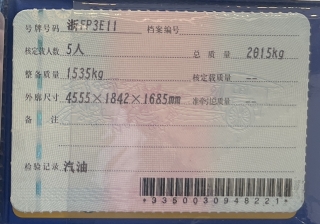 号牌号码 浙FP3E11 档案编号
核定载人数 5人 总质量 2015kg
整备质量 1535kg 核定载质量 --
外廓尺寸 4555×1842×1685mm 准牵引总质量 --
备注
检验记录 汽油
*3350030948221*